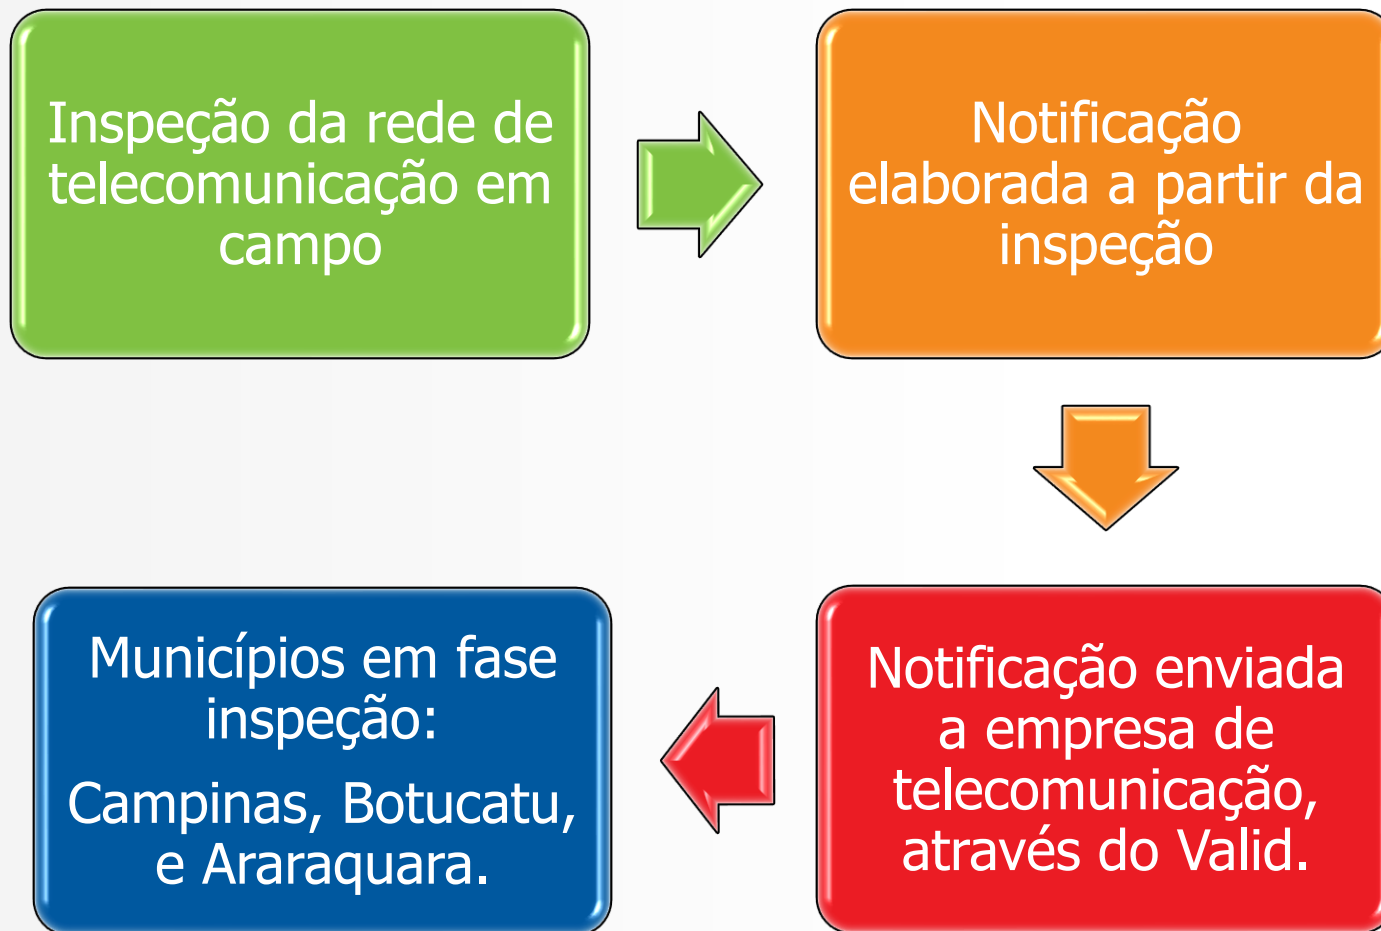 Inspeção da rede de
telecomunicação em
campo
Notificação
elaborada a partir da
inspeção
Notificação enviada
a empresa de
telecomunicação,
através do Valid.
Municípios em fase
inspeção:
Campinas, Botucatu,
e Araraquara.